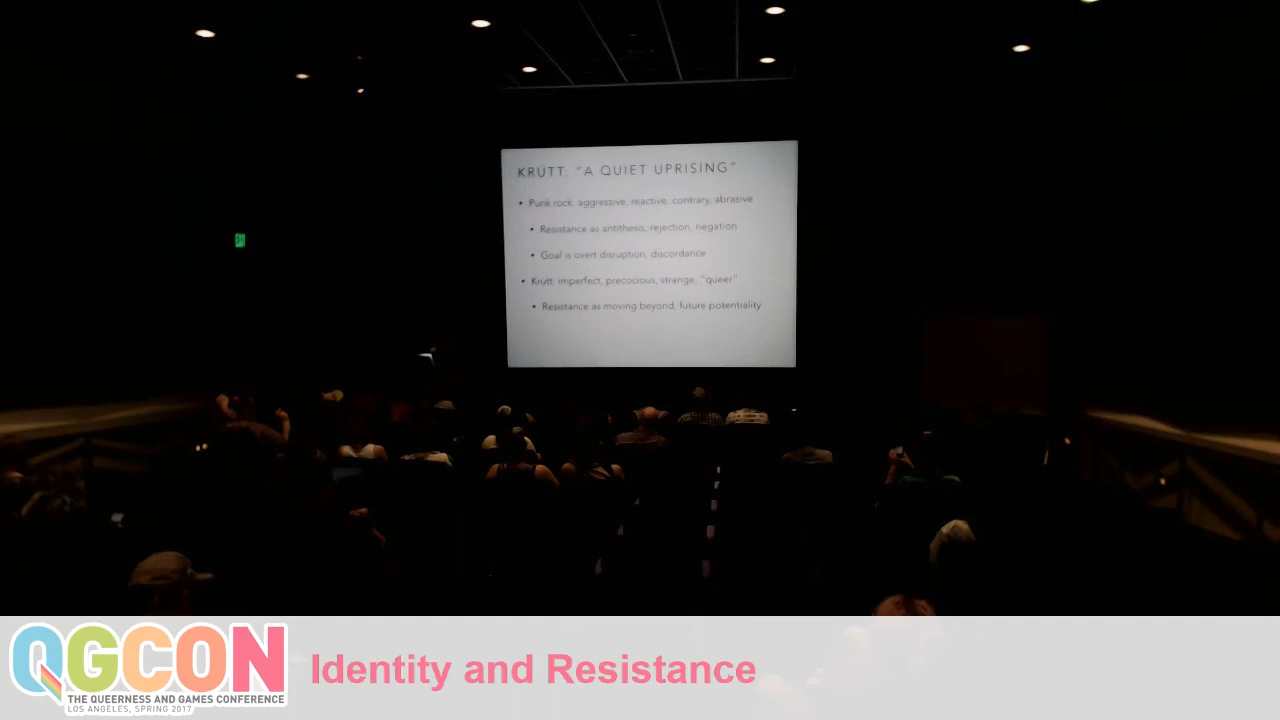 KRÜTT: "A QUIET UPRISING"
• Punk rock: aggressive, reactive, contrary, abrasive
• Resistance as antithesis, rejection, negation
• Goal is overt disruption, discordance
• Krütt: imperfect, precocious, strange, "queer"
• Resistance as moving beyond, future potentiality
QGCON
THE QUEERNESS AND GAMES CONFERENCE
LOS ANGELES, SPRING 2017
Identity and Resistance